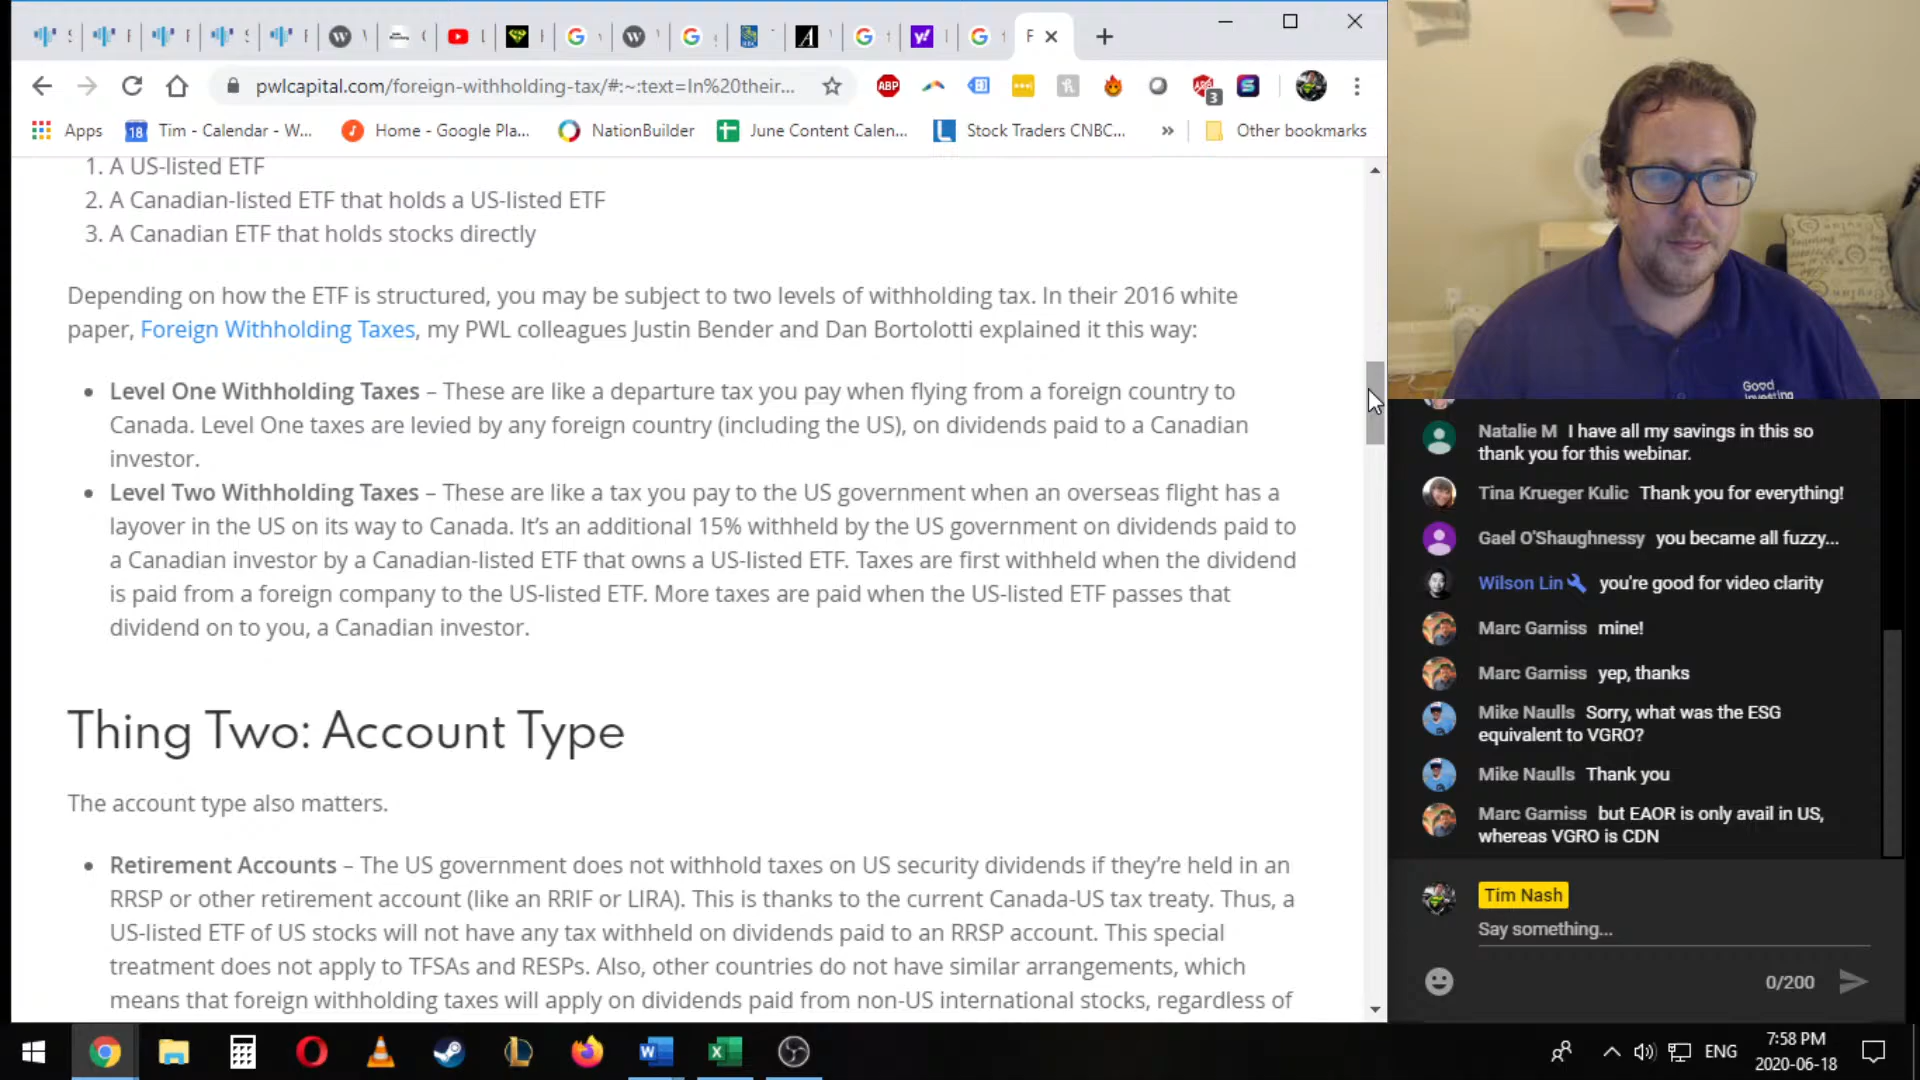 pwlcapital.com/foreign-withholding-tax/#:~:text=In%20their...
ABP
3
Apps
18
Tim - Calendar - W...
Home - Google Pla...
NationBuilder
June Content Calen...
Stock Traders CNBC...
Other bookmarks
1. A US-listed ETF
2. A Canadian-listed ETF that holds a US-listed ETF
3. A Canadian ETF that holds stocks directly
Depending on how the ETF is structured, you may be subject to two levels of withholding tax. In their 2016 white
paper, Foreign Withholding Taxes, my PWL colleagues Justin Bender and Dan Bortolotti explained it this way:
Level One Withholding Taxes – These are like a departure tax you pay when flying from a foreign country to
Canada. Level One taxes are levied by any foreign country (including the US), on dividends paid to a Canadian
investor.
Level Two Withholding Taxes – These are like a tax you pay to the US government when an overseas flight has a
layover in the US on its way to Canada. It's an additional 15% withheld by the US government on dividends paid to
a Canadian investor by a Canadian-listed ETF that owns a US-listed ETF. Taxes are first withheld when the dividend
is paid from a foreign company to the US-listed ETF. More taxes are paid when the US-listed ETF passes that
dividend on to you, a Canadian investor.
Thing Two: Account Type
The account type also matters.
Retirement Accounts – The US government does not withhold taxes on US security dividends if they're held in an
RRSP or other retirement account (like an RRIF or LIRA). This is thanks to the current Canada-US tax treaty. Thus, a
US-listed ETF of US stocks will not have any tax withheld on dividends paid to an RRSP account. This special
treatment does not apply to TFSAs and RESPs. Also, other countries do not have similar arrangements, which
means that foreign withholding taxes will apply on dividends paid from non-US international stocks, regardless of
Good
Investing
Natalie M I have all my savings in this so
thank you for this webinar.
Tina Krueger Kulic Thank you for everything!
Gael O'Shaughnessy you became all fuzzy...
Wilson Lin you're good for video clarity
Marc Garniss mine!
Marc Garniss yep, thanks
Mike Naulls Sorry, what was the ESG
equivalent to VGRO?
Mike Naulls Thank you
Marc Garniss but EAOR is only avail in US,
whereas VGRO is CDN
Tim Nash
Say something...
0/200
ENG
7:58 PM
2020-06-18